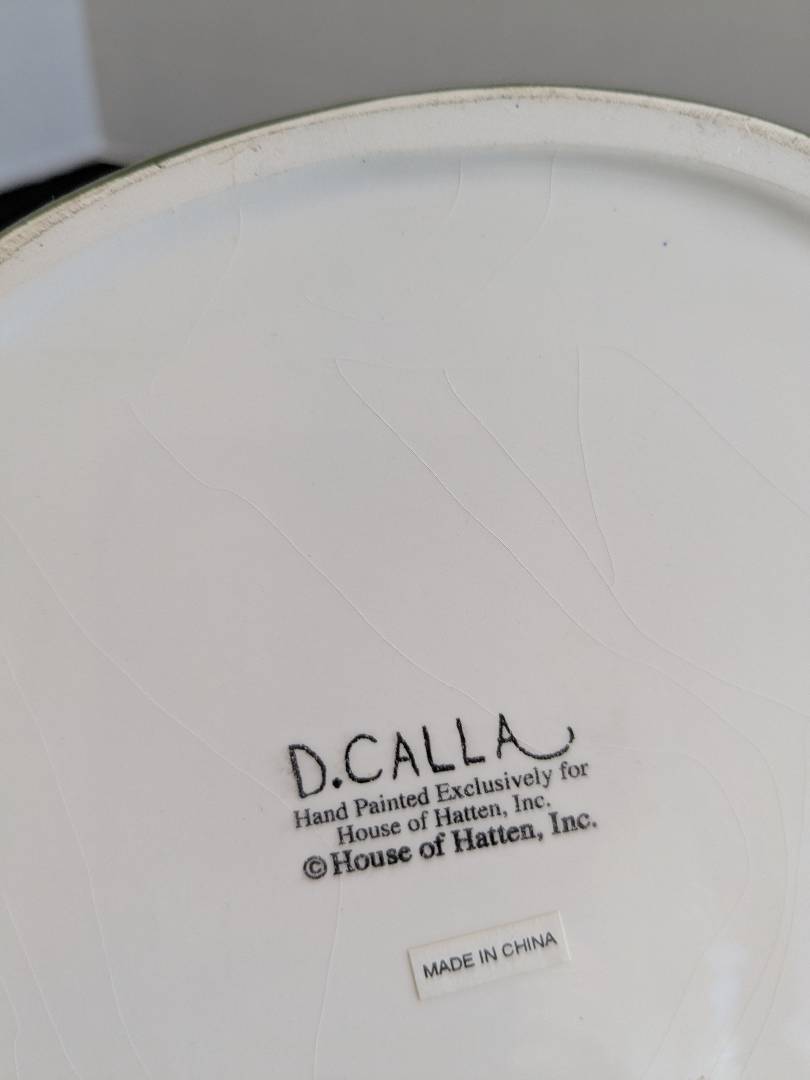 D.CALLA
Hand Painted Exclusively for
House of Hatten, Inc.
©House of Hatten, Inc.
MADE IN CHINA